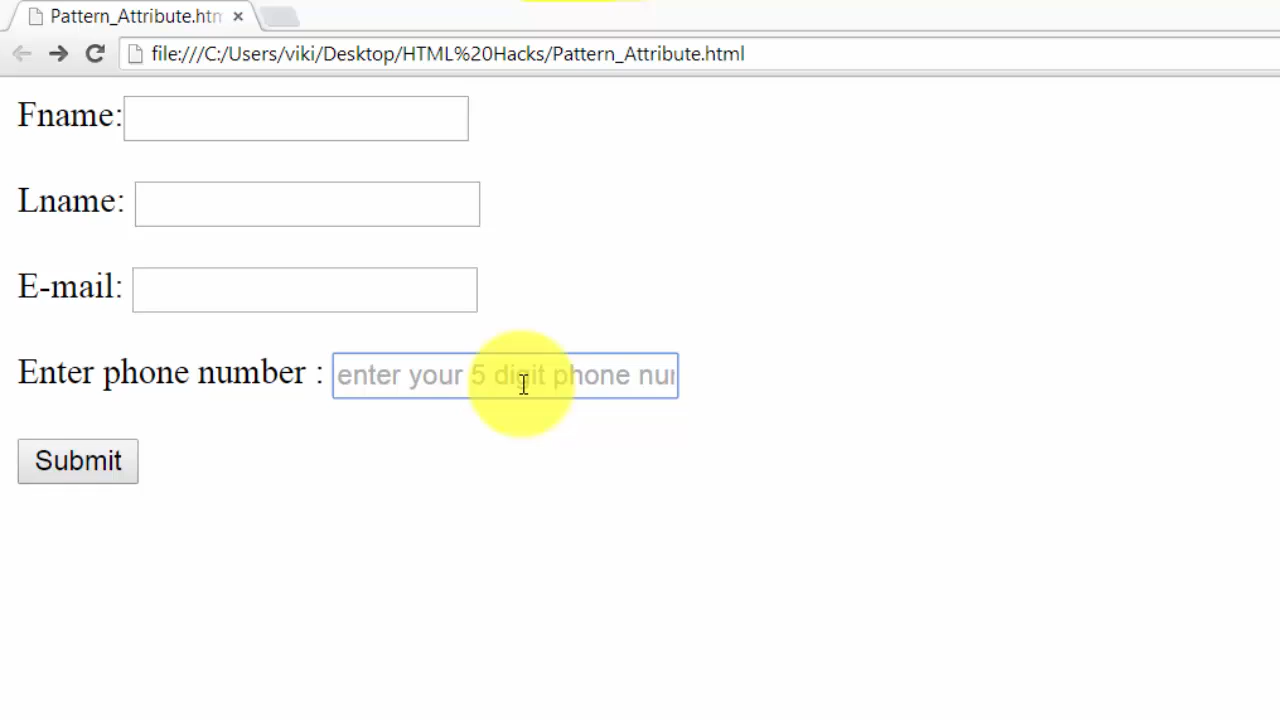 Pattern_Attribute.htm
file:///C:/Users/viki/Desktop/HTML%20Hacks/Pattern_Attribute.html
Fname:
Lname:
E-mail:
Enter phone number : enter your 5 digit phone nur
Submit